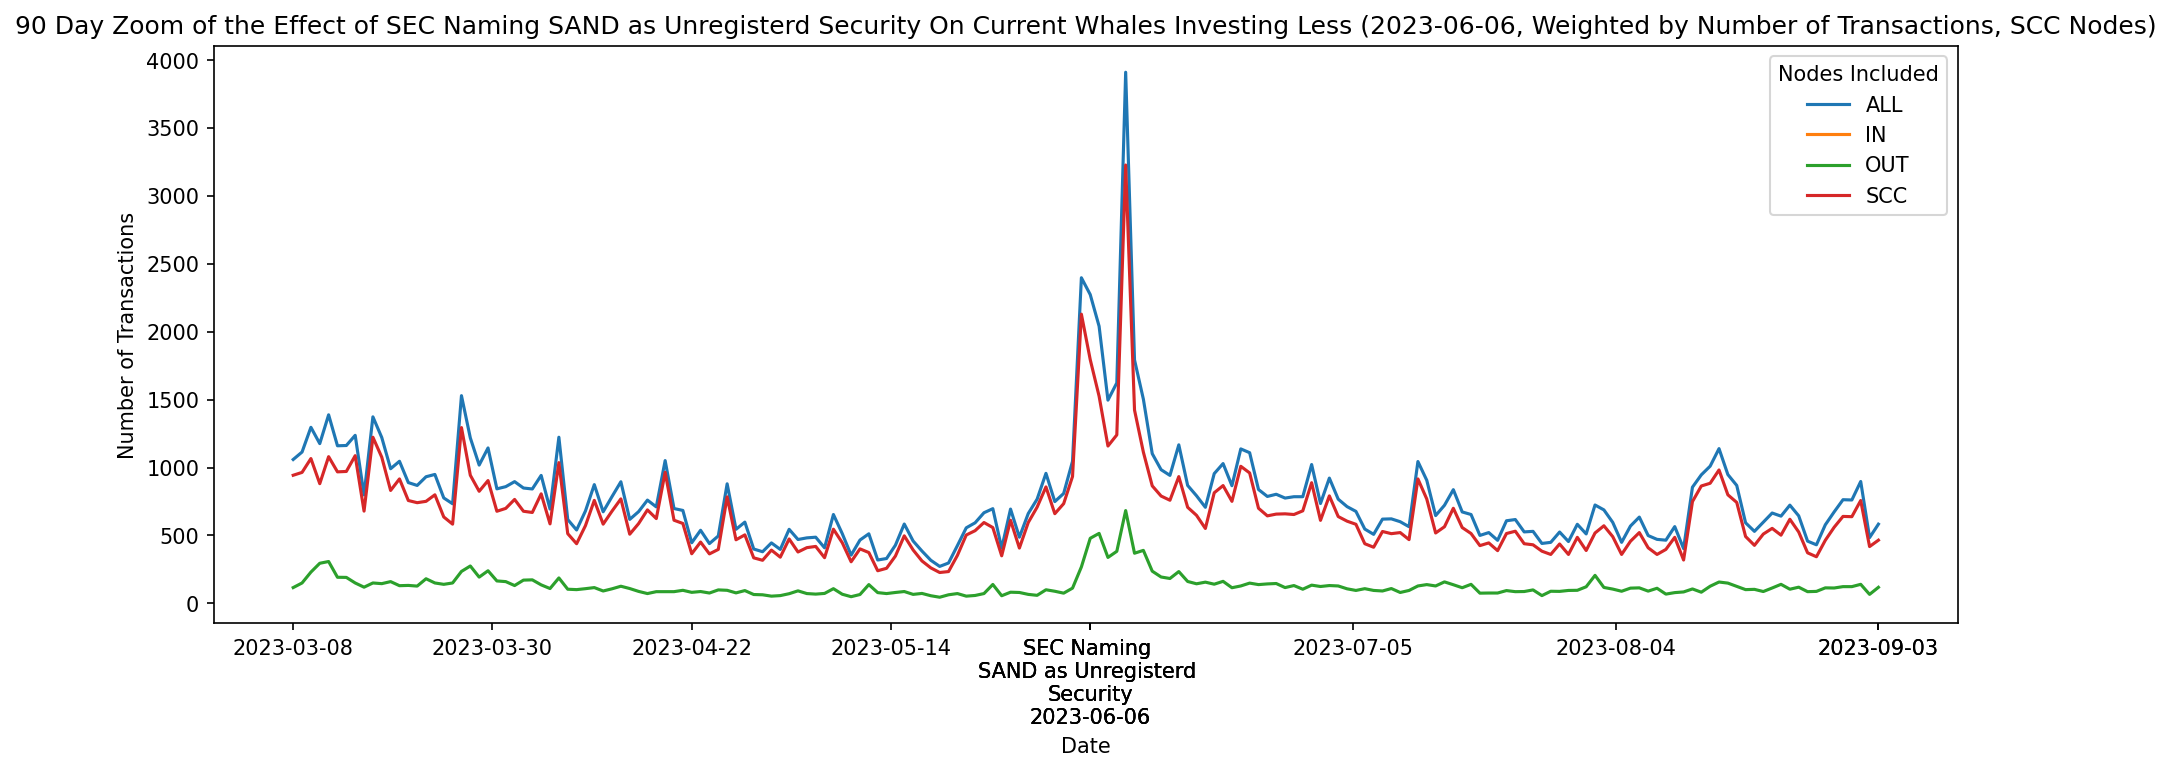 90 Day Zoom of the Effect of SEC Naming SAND as Unregisterd Security On Current Whales Investing Less (2023-06-06, Weighted by Number of Transactions, SCC Nodes)
Nodes Included
ALL
IN
OUT
SCC
Number of Transactions
4000
3500
3000
2500
2000
1500
1000
500
0
2023-03-08
2023-03-30
2023-04-22
2023-05-14
SEC Naming
SAND as Unregisterd
Security
2023-06-06
2023-07-05
2023-08-04
2023-09-03
Date